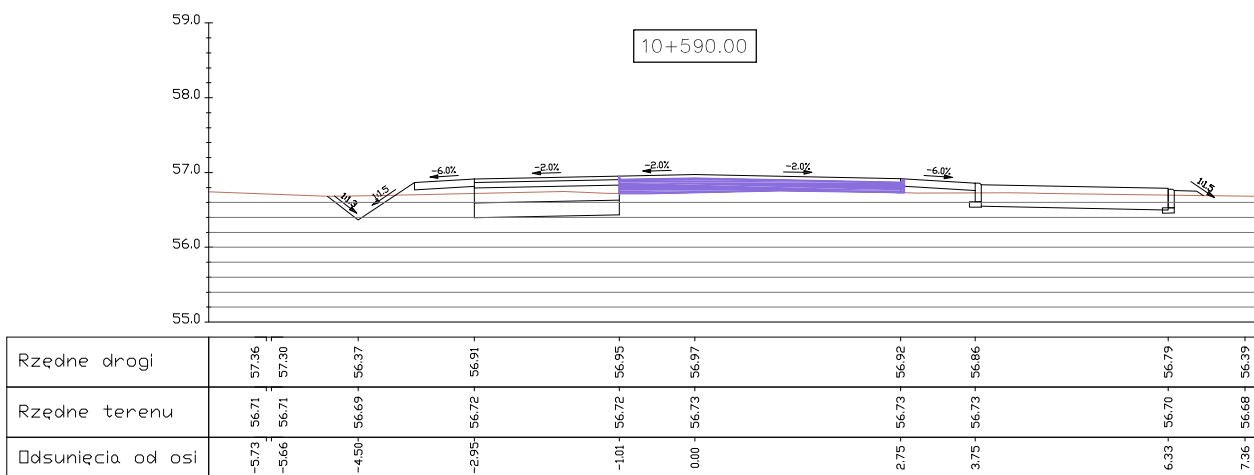 59.0
10+590.00
58.0
57.0
-6.0% -2.0% -2.0% -2.0% -6.0%
1:1.3 1:1.5 1:1.5
56.0
55.0
Rzędne drogi 57.36 57.30 56.37 56.91 56.95 56.97 56.92 56.86 56.79 56.39
Rzędne terenu 56.71 56.71 56.69 56.72 56.72 56.73 56.73 56.73 56.70 56.68
Odsunięcia od osi -5.73 -5.66 -4.50 -2.95 -1.01 0.00 2.75 3.75 6.33 7.36